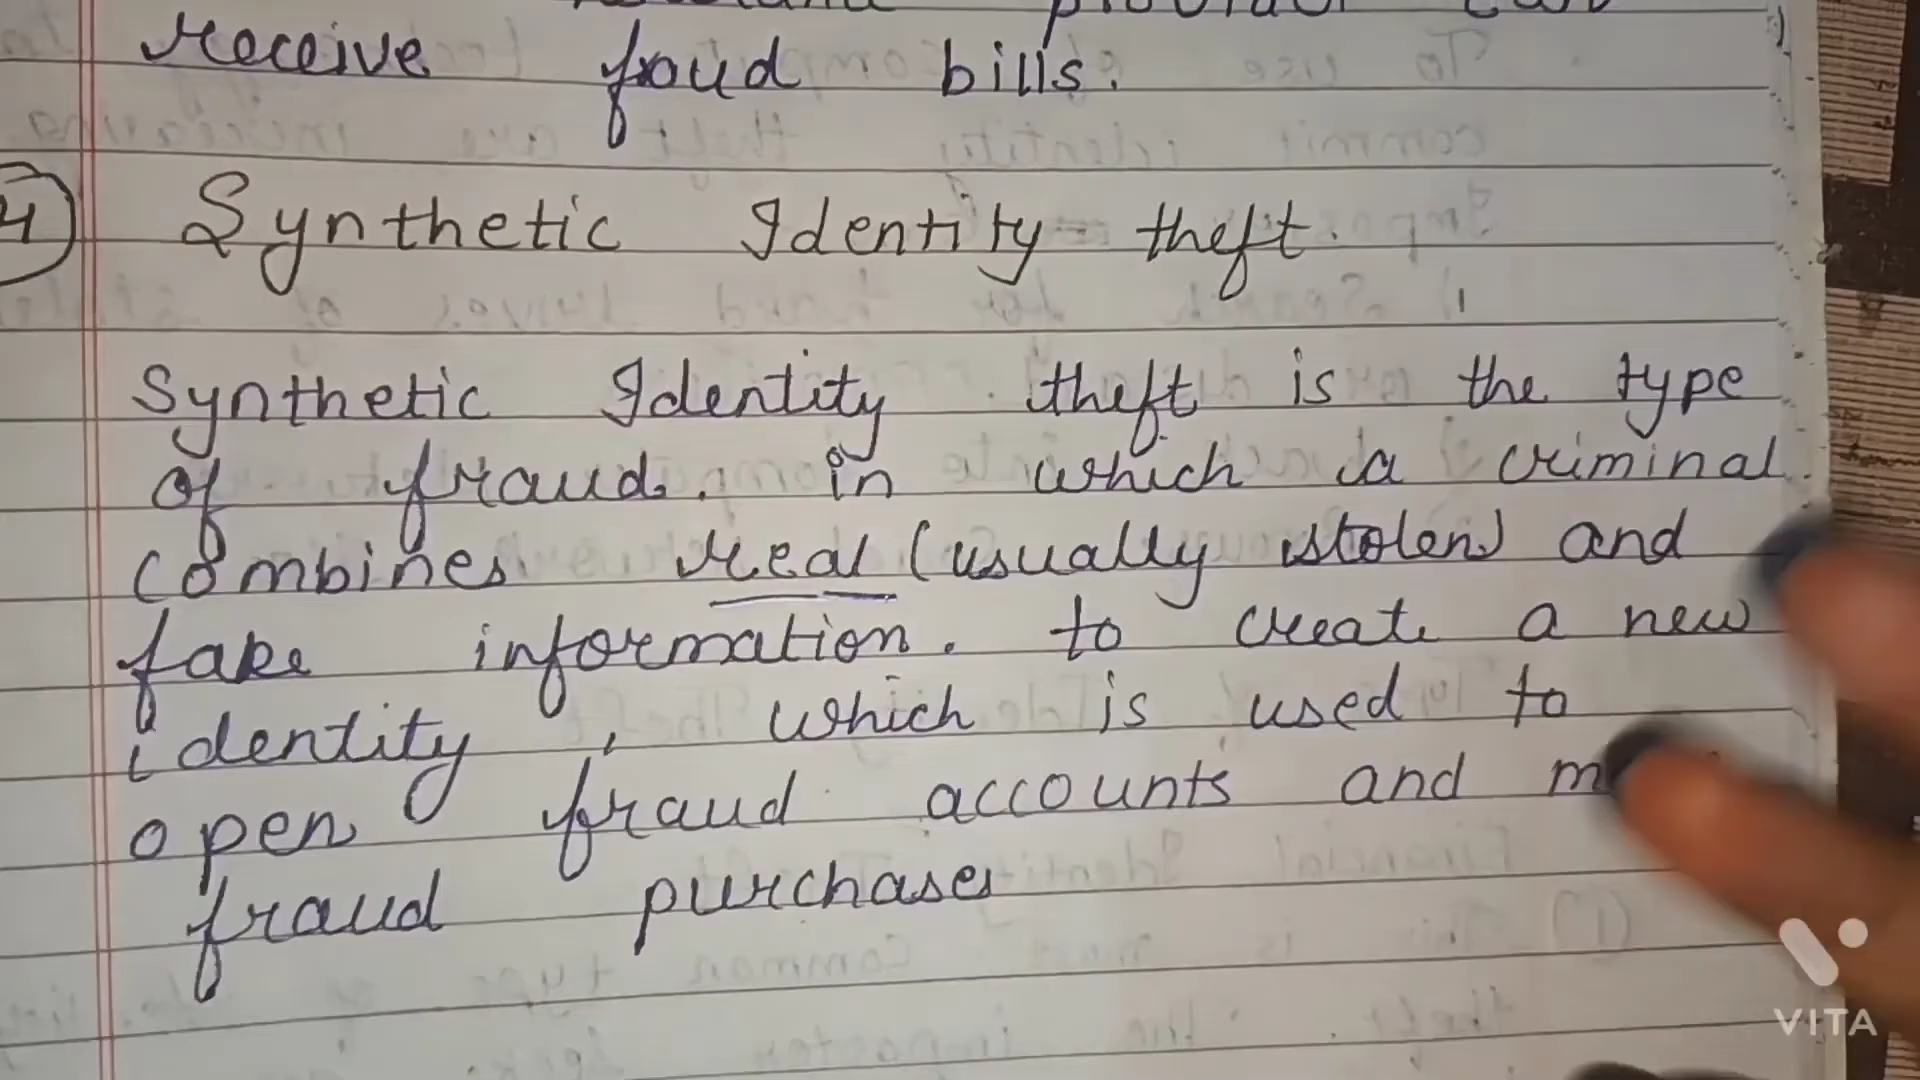 receive froud bills.
4 Synthetic Identity theft.
Synthetic Identity theft is the type
of fraud. in which a criminal
combines real (usually stolen) and
fake information. to create a new
identity, which is used to
open fraud accounts and
fraud purchases
VITA